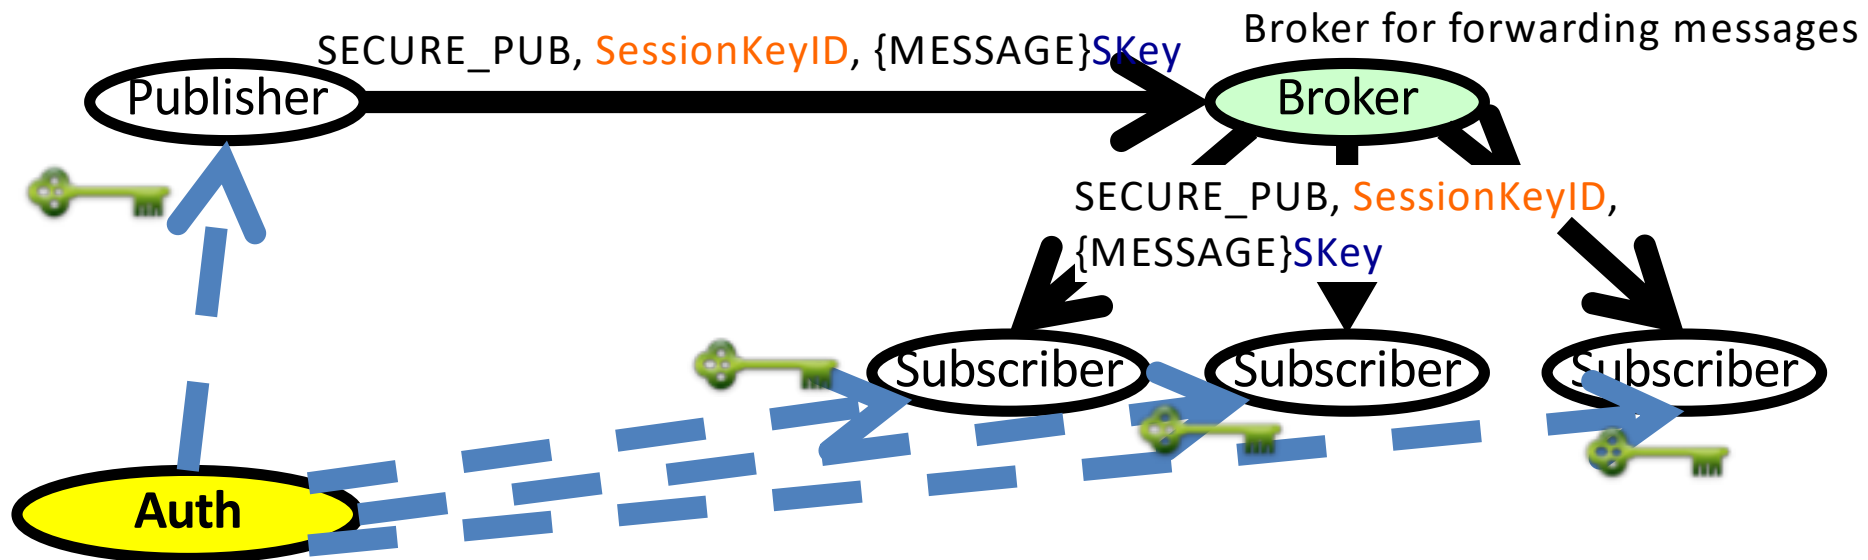 Broker for forwarding messages
SECURE_PUB, SessionKeyID, {MESSAGE}SKey
Publisher
Broker
SECURE_PUB, SessionKeyID,
{MESSAGE}SKey
Subscriber
Subscriber
Subscriber
Auth